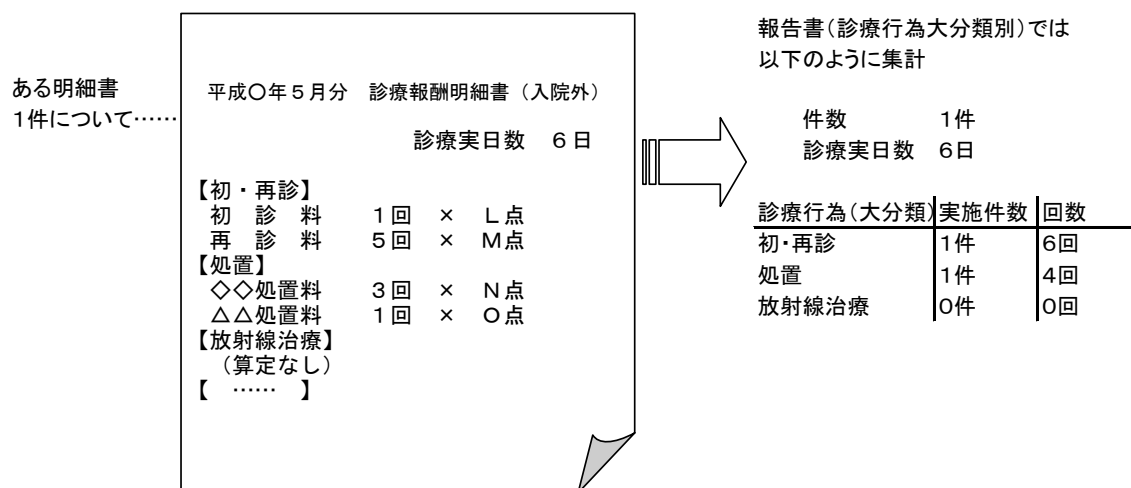 ある明細書
1件について……
平成〇年5月分 診療報酬明細書(入院外)
診療実日数 6日
【初・再診】
初 診 料 1回 × L点
再 診 料 5回 × M点
【処置】
◇◇処置料 3回 × N点
△△処置料 1回 × O点
【放射線治療】
(算定なし)
【 …… 】
報告書(診療行為大分類別)では
以下のように集計
件数 1件
診療実日数 6日
診療行為(大分類) 実施件数 回数
初・再診 1件 6回
処置 1件 4回
放射線治療 0件 0回